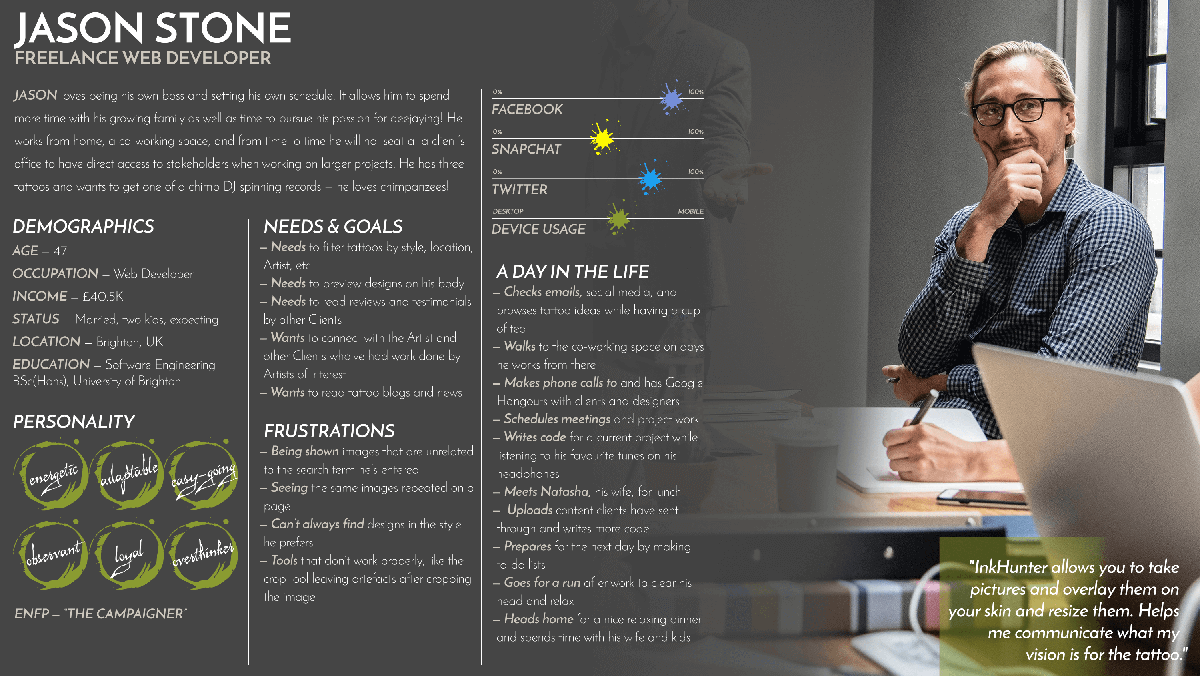 JASON STONE
FREELANCE WEB DEVELOPER
JASON loves being his own boss and setting his own schedule. It allows him to spend
more time with his growing family as well as time to pursue his passion for deejaying! He
works from home, a co-working space, and from time to time he will hot seat at a client's
office to have direct access to stakeholders when working on larger projects. He has three
tattoos and wants to get one of a chimp DJ spinning records – he loves chimpanzees!
DEMOGRAPHICS
AGE – 47
OCCUPATION – Web Developer
INCOME – £40.5K
STATUS – Married, two kids, expecting
LOCATION – Brighton, UK
EDUCATION – Software Engineering
BSc(Hons), University of Brighton
PERSONALITY
energetic
adaptable
easy-going
observant
loyal
overthinker
ENFP – "THE CAMPAIGNER"
NEEDS & GOALS
– Needs to filter tattoos by style, location,
Artist, etc
– Needs to preview designs on his body
– Needs to read reviews and testimonials
by other Clients
– Wants to connect with the Artist and
other Clients who've had work done by
Artists of interest
– Wants to read tattoo blogs and news
FRUSTRATIONS
– Being shown images that are unrelated
to the search term he's entered
– Seeing the same images repeated on a
page
– Can't always find designs in the style
he prefers
– Tools that don't work properly, like the
crop tool leaving artefacts after cropping
the image
0% 100%
FACEBOOK
0% 100%
SNAPCHAT
0% 100%
TWITTER
DESKTOP MOBILE
DEVICE USAGE
A DAY IN THE LIFE
– Checks emails, social media, and
browses tattoo ideas while having a cup
of tea
– Walks to the co-working space on days
he works from there
– Makes phone calls to and has Google
Hangouts with clients and designers
– Schedules meetings and project work
– Writes code for a current project while
listening to his favourite tunes on his
headphones
– Meets Natasha, his wife, for lunch
– Uploads content clients have sent
through and writes more code
– Prepares for the next day by making
to-do lists
– Goes for a run after work to clear his
head and relax
– Heads home for a nice relaxing dinner
and spends time with his wife and kids
"InkHunter allows you to take
pictures and overlay them on
your skin and resize them. Helps
me communicate what my
vision is for the tattoo."